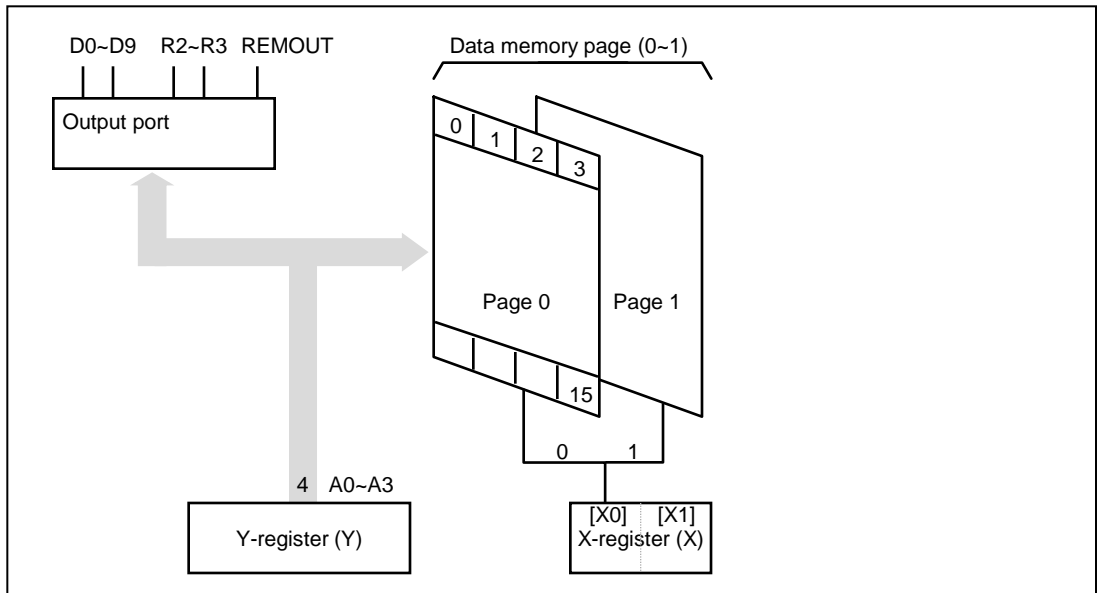 D0~D9 R2~R3 REMOUT
Output port
Data memory page (0~1)
0 1 2 3
Page 0 Page 1
15
0 1
4 A0~A3
Y-register (Y)
[X0] [X1]
X-register (X)